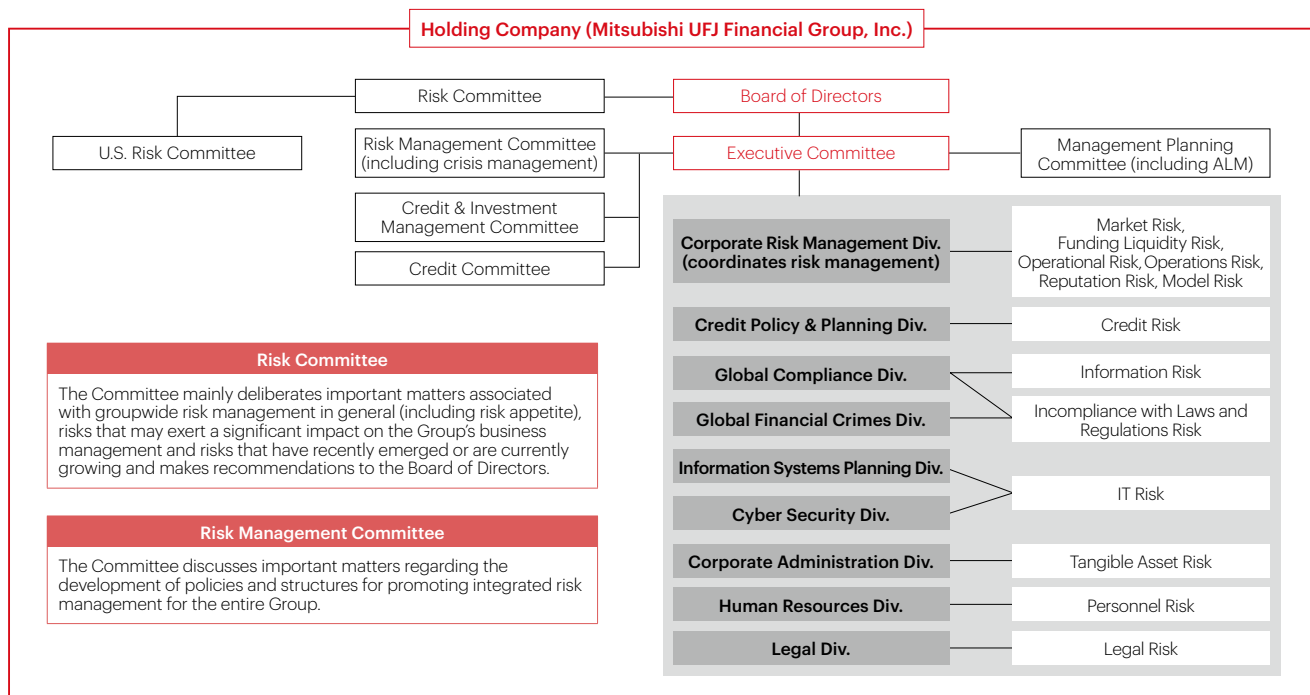 Holding Company (Mitsubishi UFJ Financial Group, Inc.)
Risk Committee
Board of Directors
U.S. Risk Committee
Risk Management Committee
(including crisis management)
Executive Committee
Management Planning
Committee (including ALM)
Credit & Investment
Management Committee
Credit Committee
Corporate Risk Management Div.
(coordinates risk management)
Market Risk,
Funding Liquidity Risk,
Operational Risk, Operations Risk,
Reputation Risk, Model Risk
Credit Policy & Planning Div.
Credit Risk
Global Compliance Div.
Information Risk
Global Financial Crimes Div.
Incompliance with Laws and
Regulations Risk
Information Systems Planning Div.
IT Risk
Cyber Security Div.
Corporate Administration Div.
Tangible Asset Risk
Human Resources Div.
Personnel Risk
Legal Div.
Legal Risk
Risk Committee
The Committee mainly deliberates important matters associated
with groupwide risk management in general (including risk appetite),
risks that may exert a significant impact on the Group's business
management and risks that have recently emerged or are currently
growing and makes recommendations to the Board of Directors.
Risk Management Committee
The Committee discusses important matters regarding the
development of policies and structures for promoting integrated risk
management for the entire Group.